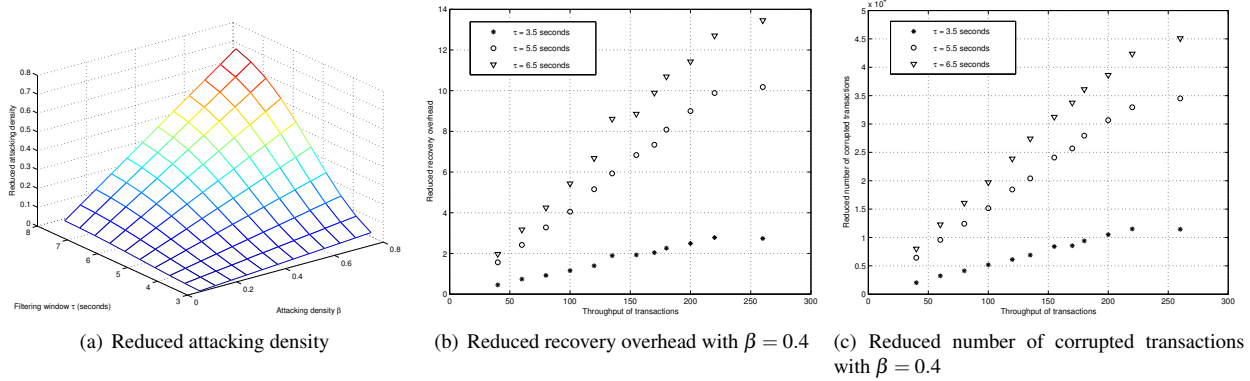 0.8
0.7
0.6
0.5
0.4
0.3
0.2
0.1
0
Reduced attacking density
8
7
6
5
4
3
Filtering window τ (seconds)
0
0.2
0.4
0.6
0.8
Attacking density β
(a) Reduced attacking density
14
12
10
8
6
4
2
0
Reduced recovery overhead
τ = 3.5 seconds
τ = 5.5 seconds
τ = 6.5 seconds
0 50 100 150 200 250 300
Throughput of transactions
(b) Reduced recovery overhead with β = 0.4
5
4.5
4
3.5
3
2.5
2
1.5
1
0.5
0
Reduced number of corrupted transactions
τ = 3.5 seconds
τ = 5.5 seconds
τ = 6.5 seconds
0 50 100 150 200 250 300
Throughput of transactions
(c) Reduced number of corrupted transactions
with β = 0.4